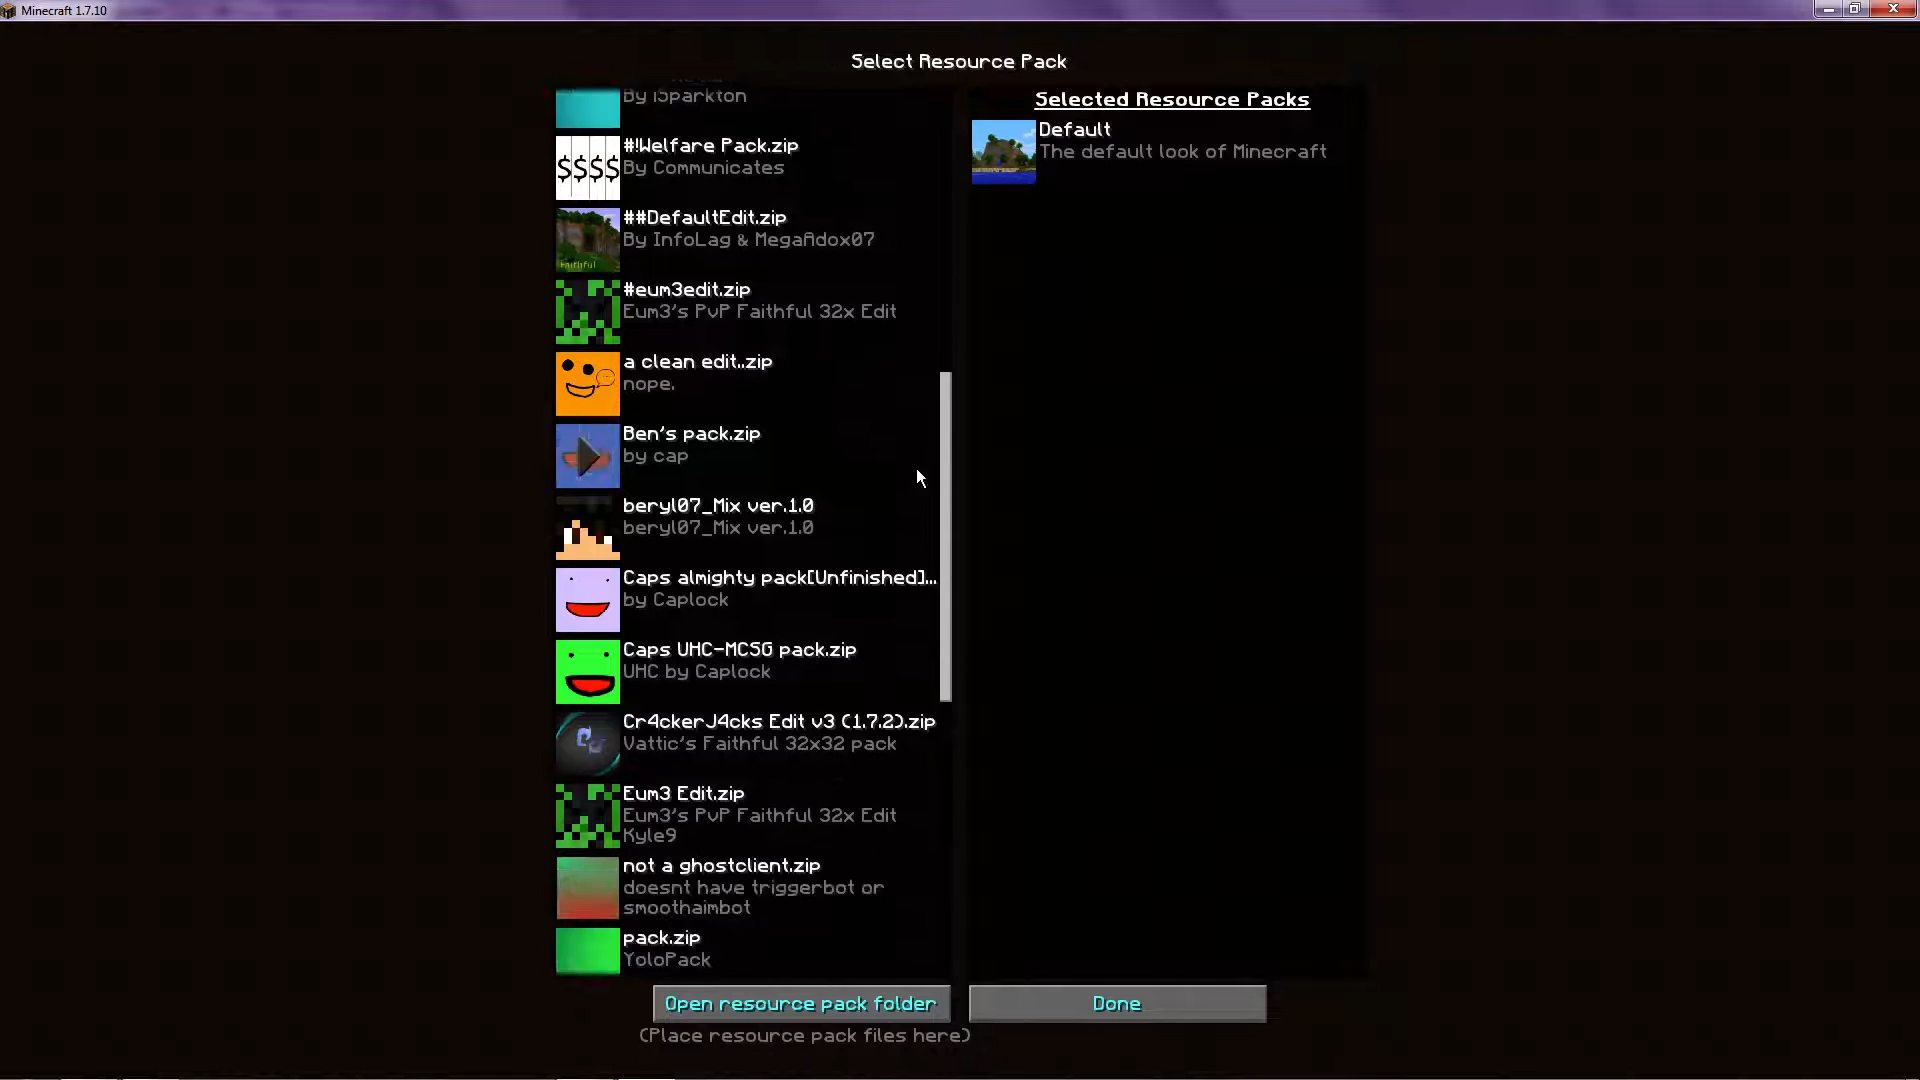 Minecraft 1.7.10
Select Resource Pack
By iSparkton
#!Welfare Pack.zip
By Communicates
##DefaultEdit.zip
By InfoLag & MegaAdox07
Faithful
#eum3edit.zip
Eum3's PvP Faithful 32x Edit
a clean edit..zip
nope.
Ben's pack.zip
by cap
beryl07_Mix ver.1.0
beryl07_Mix ver.1.0
Caps almighty pack[Unfinished]...
by Caplock
Caps UHC-MCSG pack.zip
UHC by Caplock
Cr4ckerJ4cks Edit v3 (1.7.2).zip
Vattic's Faithful 32x32 pack
Eum3 Edit.zip
Eum3's PvP Faithful 32x Edit
Kyle9
not a ghostclient.zip
doesnt have triggerbot or
smoothaimbot
pack.zip
YoloPack
Selected Resource Packs
Default
The default look of Minecraft
$$$$
Open resource pack folder
Done
(Place resource pack files here)